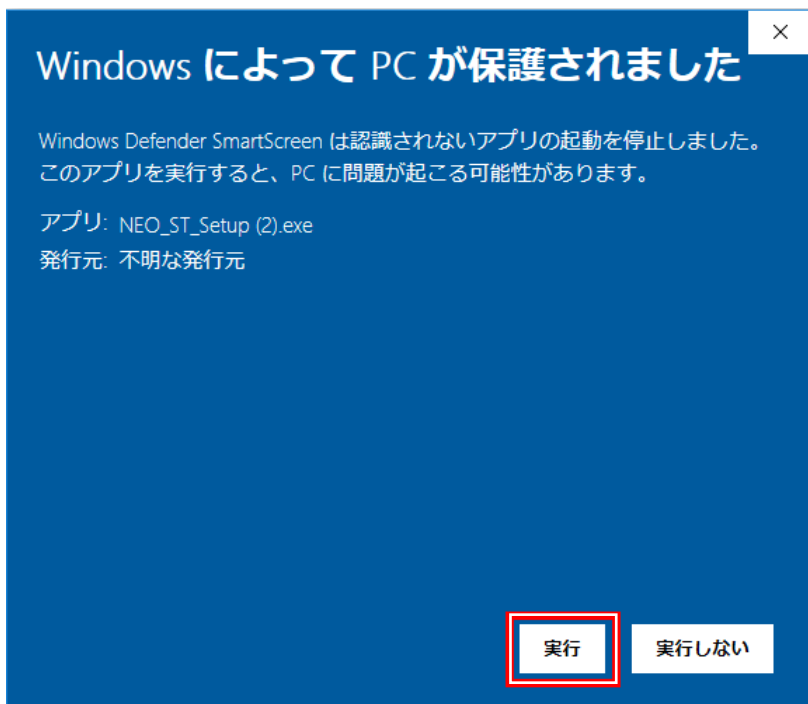 Windows によって PC が保護されました
Windows Defender SmartScreen は認識されないアプリの起動を停止しました。
このアプリを実行すると、PC に問題が起こる可能性があります。
アプリ: NEO_ST_Setup (2).exe
発行元: 不明な発行元
実行 実行しない